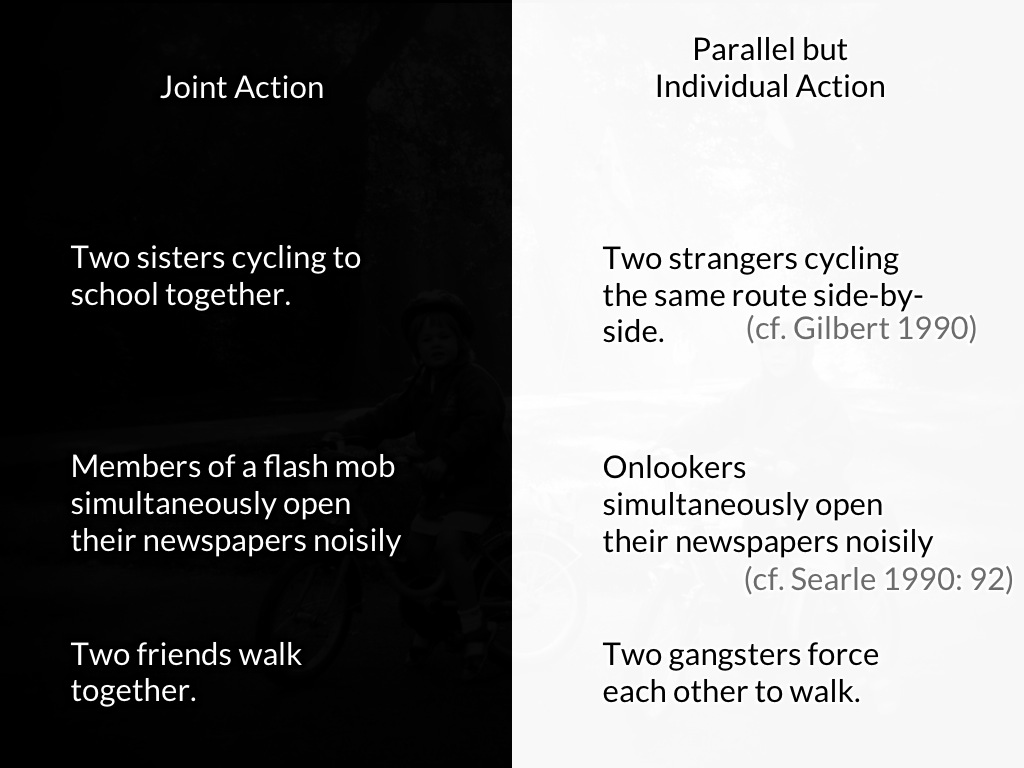 Joint Action
Parallel but
Individual Action
Two sisters cycling to
school together.
Two strangers cycling
the same route side-by-
side.
(cf. Gilbert 1990)
Members of a flash mob
simultaneously open
their newspapers noisily
Onlookers
simultaneously open
their newspapers noisily
(cf. Searle 1990: 92)
Two friends walk
together.
Two gangsters force
each other to walk.